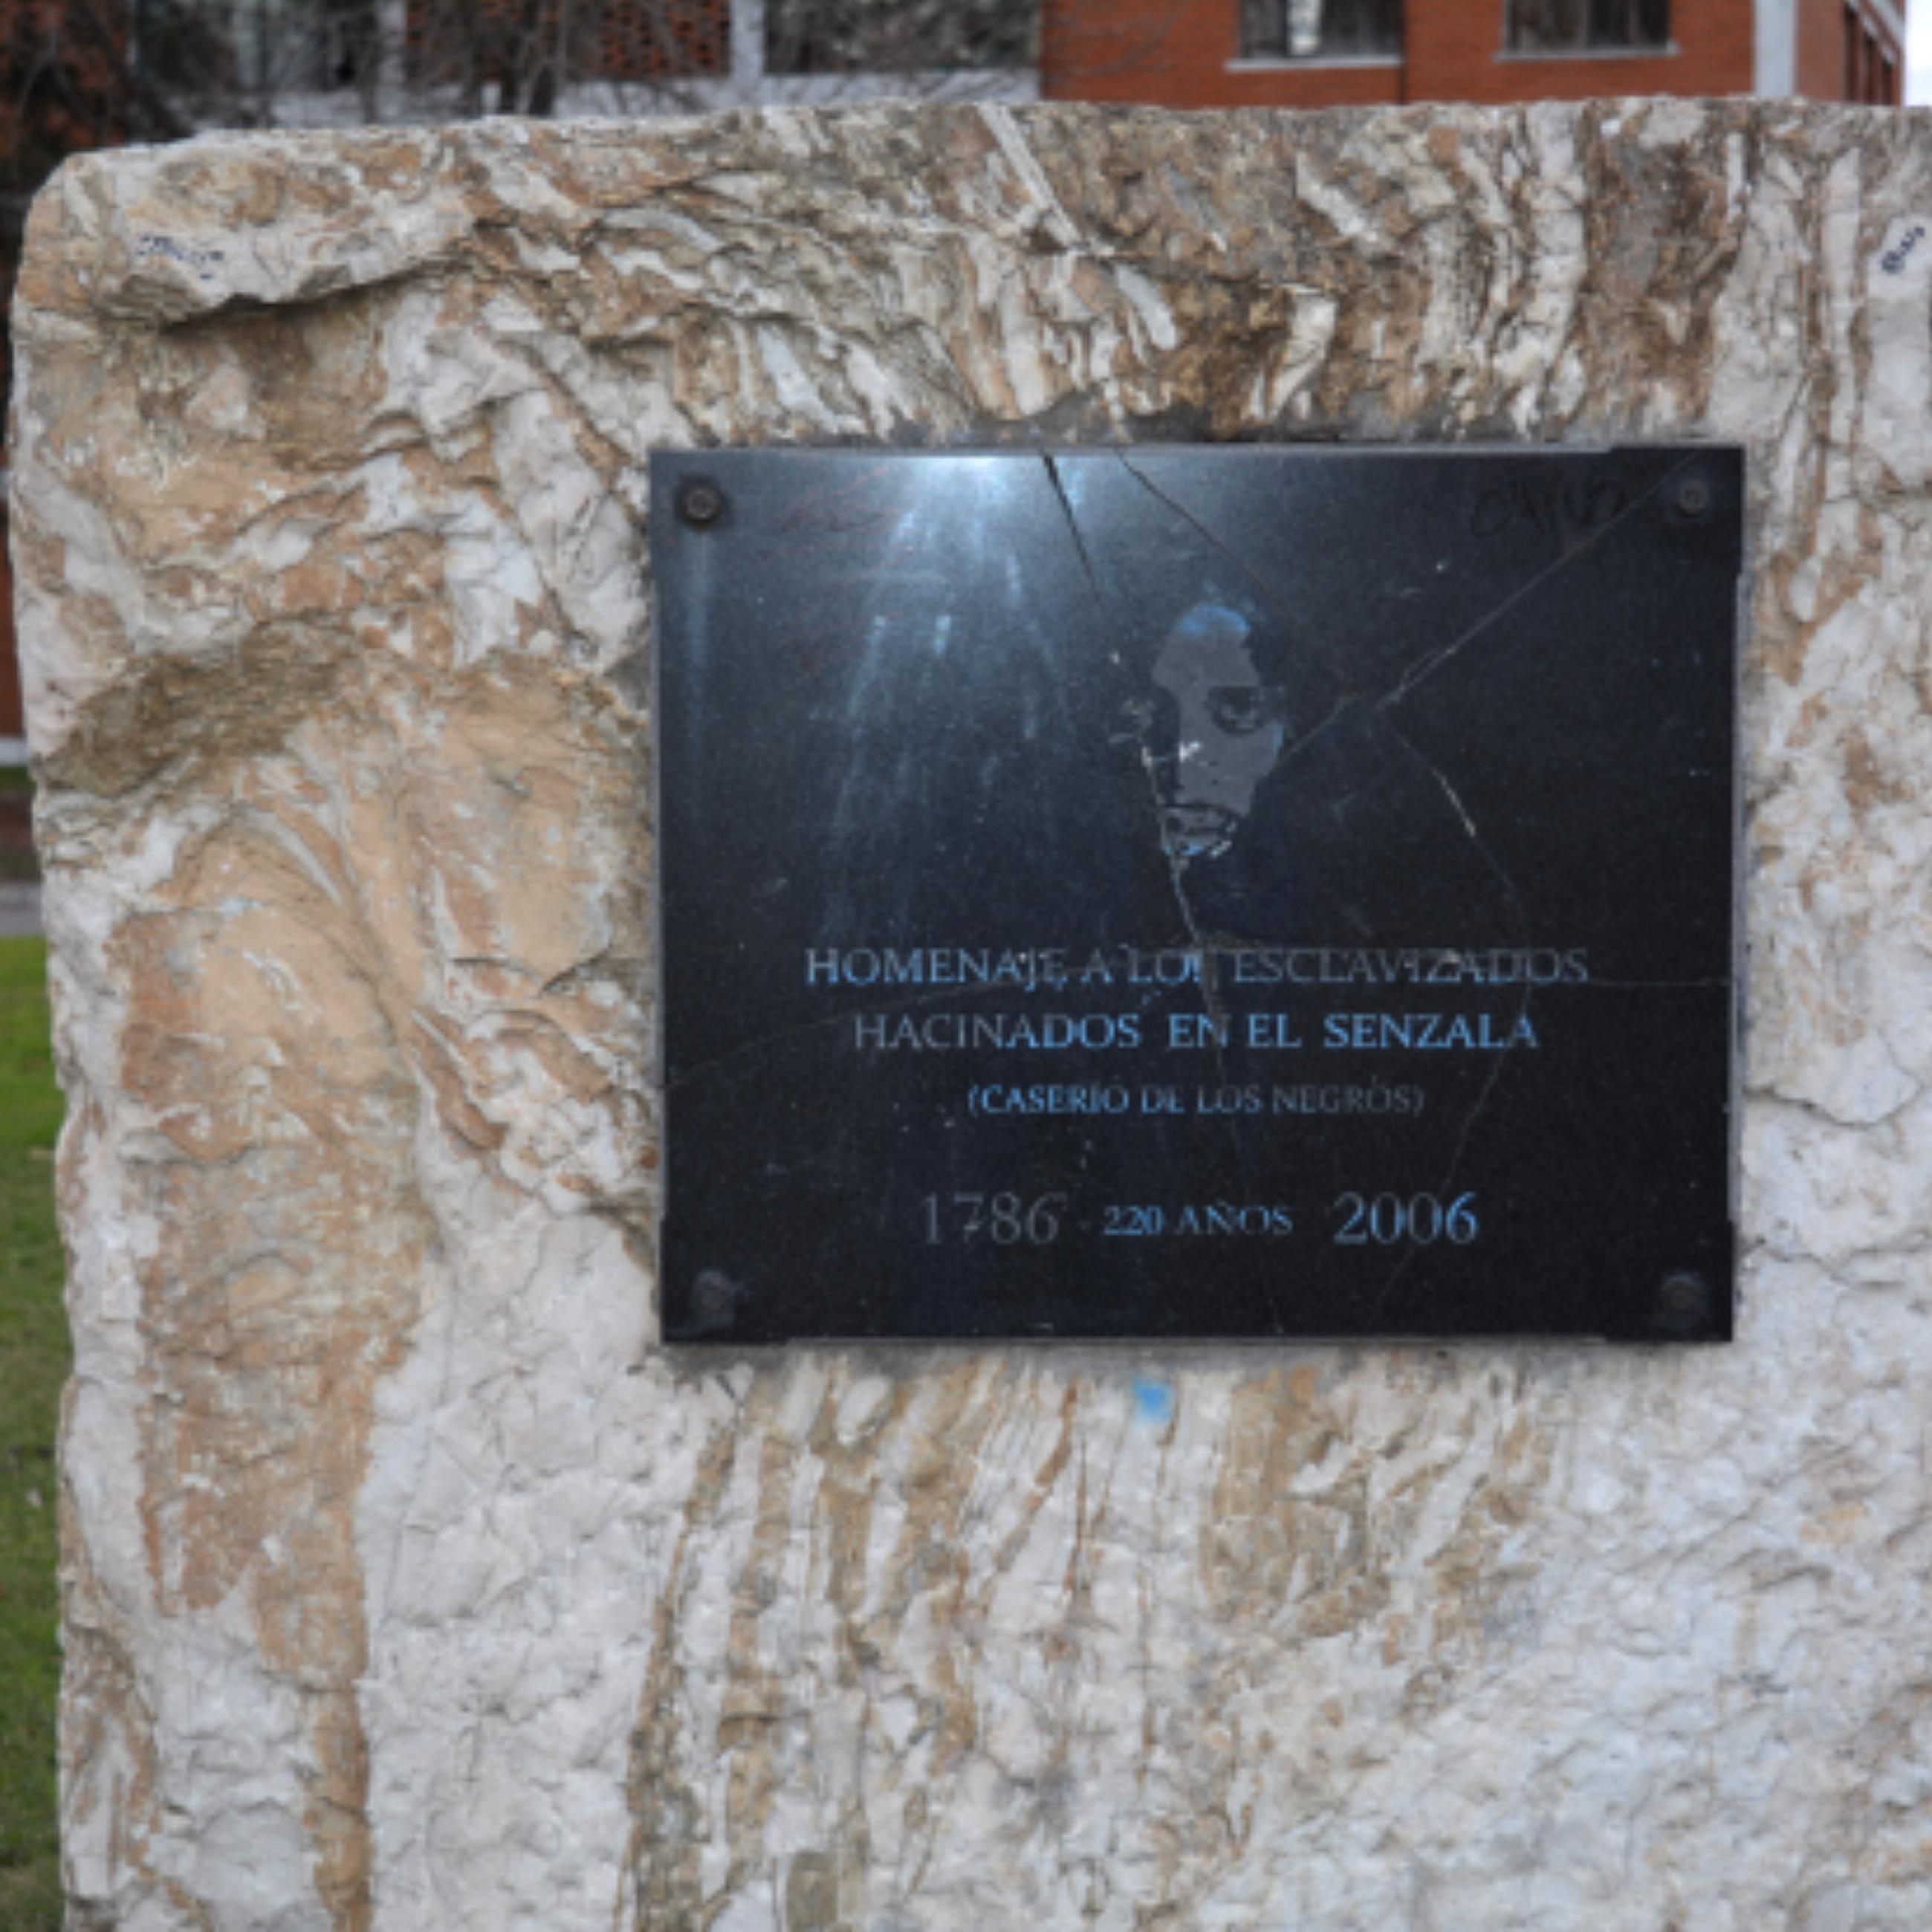 HOMENAJE A LOS ESCLAVIZADOS
HACINADOS EN EL SENZALA
(CASERÍO DE LOS NEGROS)
1786 220 AÑOS 2006